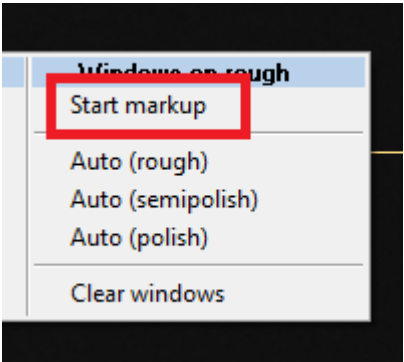 Windows on rough
Start markup
Auto (rough)
Auto (semipolish)
Auto (polish)
Clear windows